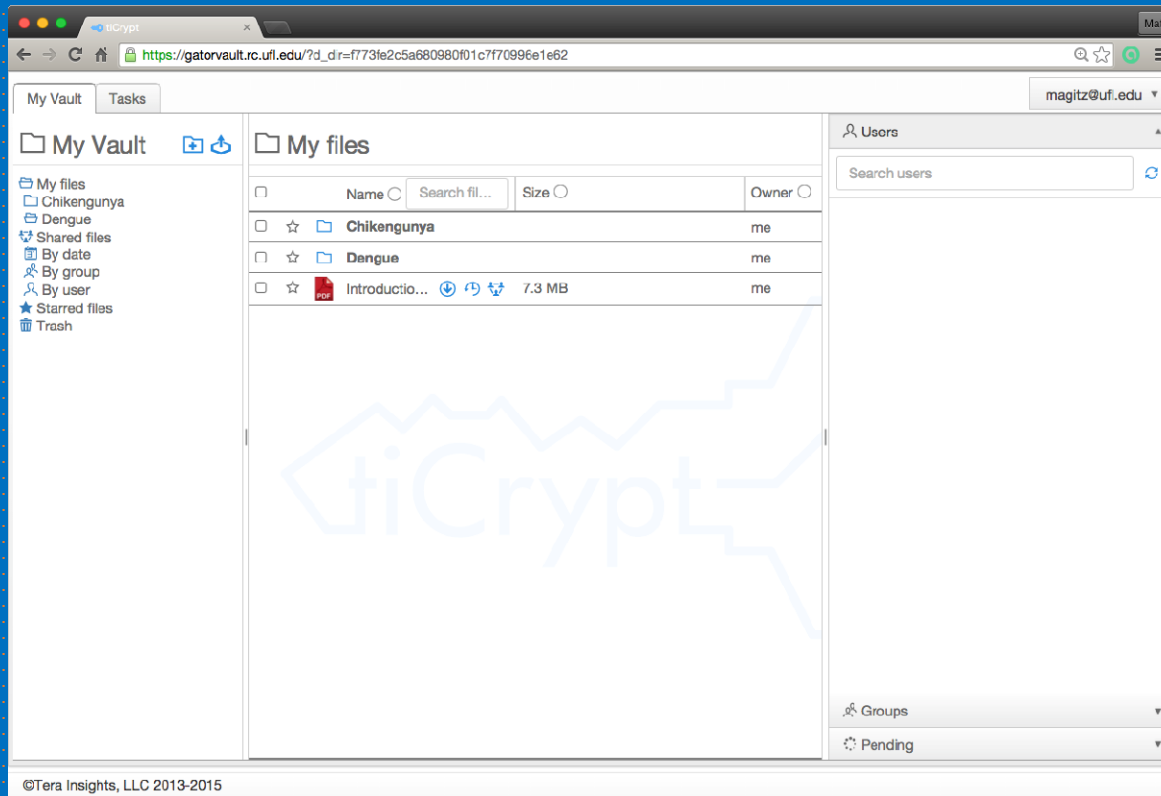 tiCrypt
Mat
https://gatorvault.rc.ufl.edu/?d_dir=f773fe2c5a680980f01c7f70996e1e62
My Vault
Tasks
magitz@ufl.edu
My Vault
My files
Chikengunya
Dengue
Shared files
By date
By group
By user
Starred files
Trash
My files
Name Search fil... Size Owner
Chikengunya me
Dengue me
PDF Introductio... 7.3 MB me
tiCrypt
Users
Search users
Groups
Pending
©Tera Insights, LLC 2013-2015